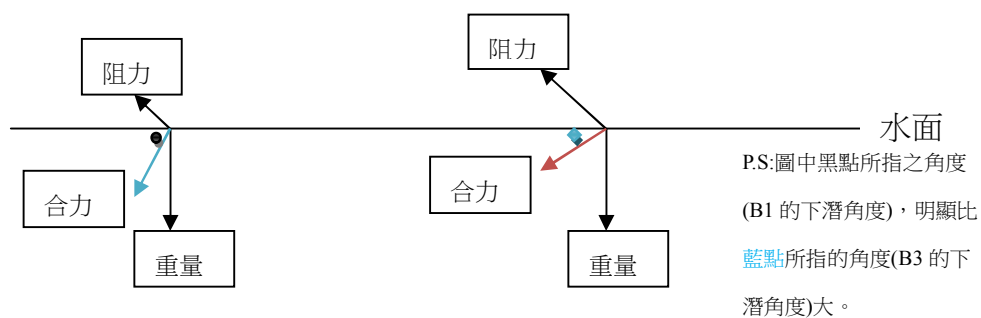 阻力
阻力
水面
合力
合力
重量
重量
P.S:圖中黑點所指之角度
(B1 的下潛角度)，明顯比
藍點所指的角度(B3 的下
潛角度)大。